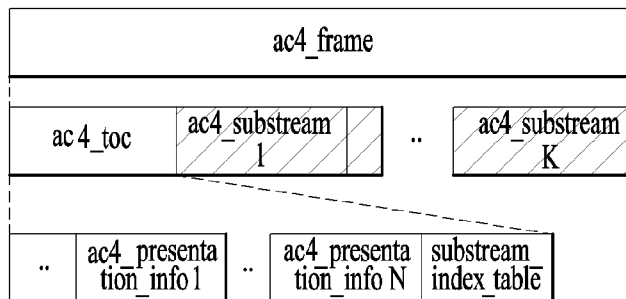 ac4_frame
ac4_toc
ac4_substream
1
..
ac4_substream
K
..
ac4_presenta
tion_info 1
..
ac4_presenta
tion_info N
substream_
index_table